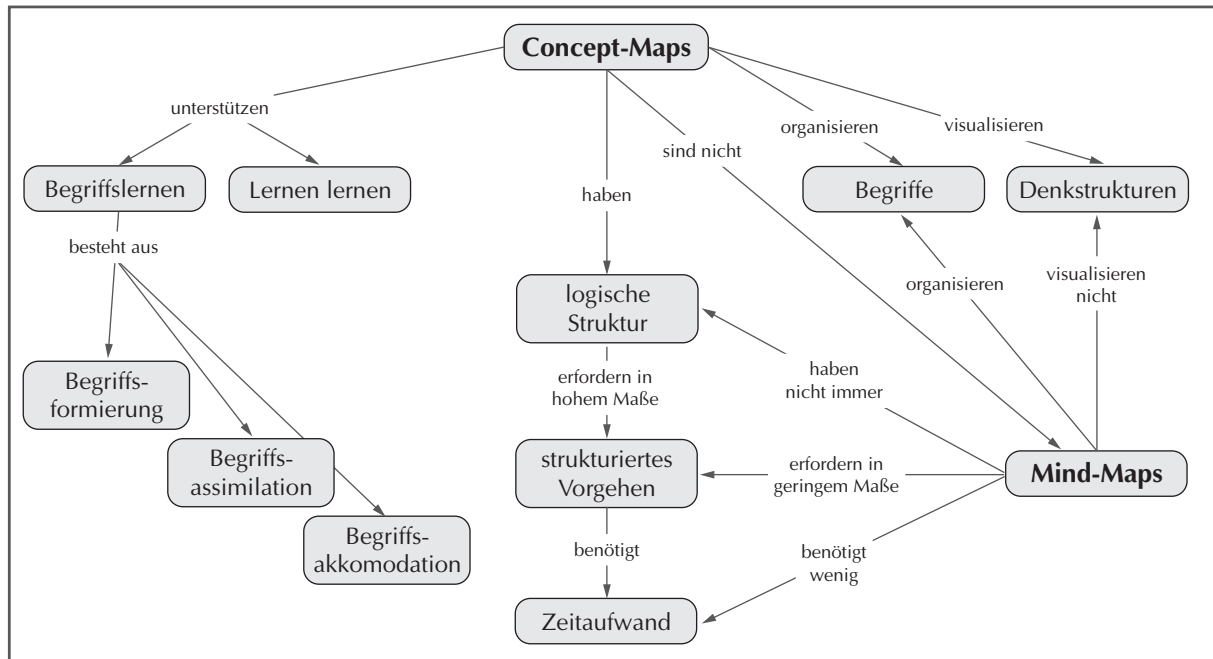 Concept-Maps
unterstützen
organisieren
visualisieren
sind nicht
Begriffslernen
Lernen lernen
haben
Begriffe
Denkstrukturen
besteht aus
organisieren
visualisieren
nicht
logische
Struktur
Begriffs-
formierung
erfordern in
hohem Maße
haben
nicht immer
Begriffs-
assimilation
strukturiertes
Vorgehen
erfordern in
geringem Maße
Mind-Maps
Begriffs-
akkomodation
benötigt
benötigt
wenig
Zeitaufwand